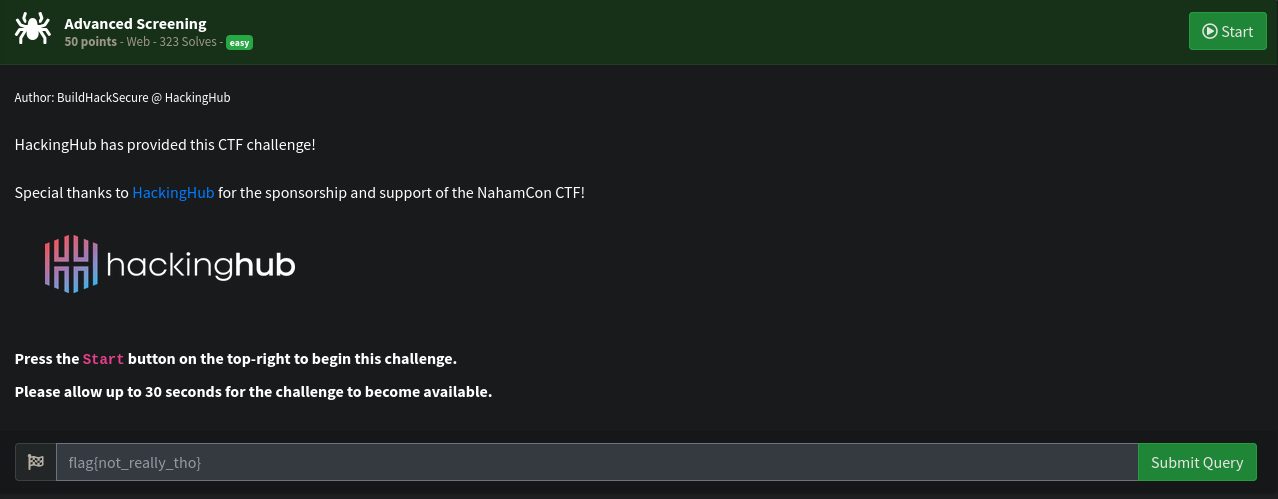 Advanced Screening
50 points - Web - 323 Solves - easy
Start
Author: BuildHackSecure @ HackingHub
HackingHub has provided this CTF challenge!
Special thanks to HackingHub for the sponsorship and support of the NahamCon CTF!
hackinghub
Press the Start button on the top-right to begin this challenge.
Please allow up to 30 seconds for the challenge to become available.
flag{not_really_tho}
Submit Query